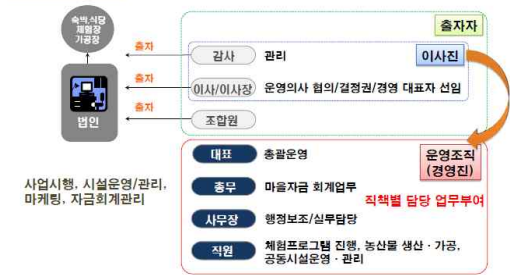 숙박,식당
체험장
가공장
출자자
출자
감사
관리
이사진
출자
이사/이사장
운영의사 협의/결정권/경영 대표자 선임
법인
출자
조합원
대표
총괄운영
운영조직
(경영진)
사업시행, 시설운영/관리,
마케팅, 자금회계관리
총무
마을자금 회계업무
직책별 담당 업무부여
사무장
행정보조/실무담당
직원
체험프로그램 진행, 농산물 생산ㆍ가공,
공동시설운영ㆍ관리